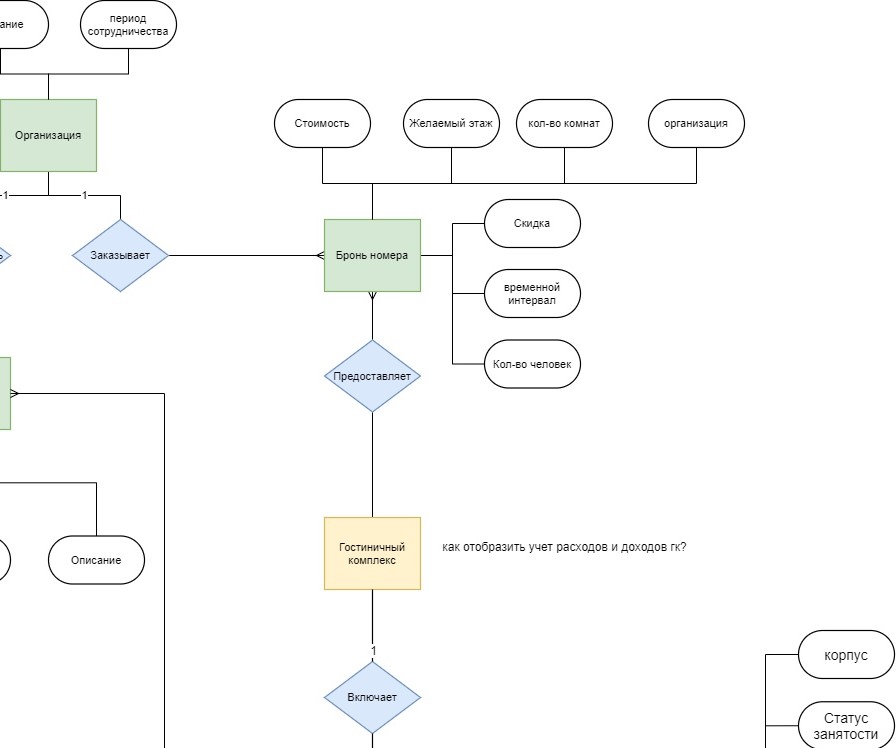 период
сотрудничества
Организация
1
1
Стоимость
Желаемый этаж
кол-во комнат
организация
Заказывает
Бронь номера
Скидка
временной
интервал
Кол-во человек
Предоставляет
Гостиничный
комплекс
как отобразить учет расходов и доходов гк?
Описание
1
Включает
корпус
Статус
занятости